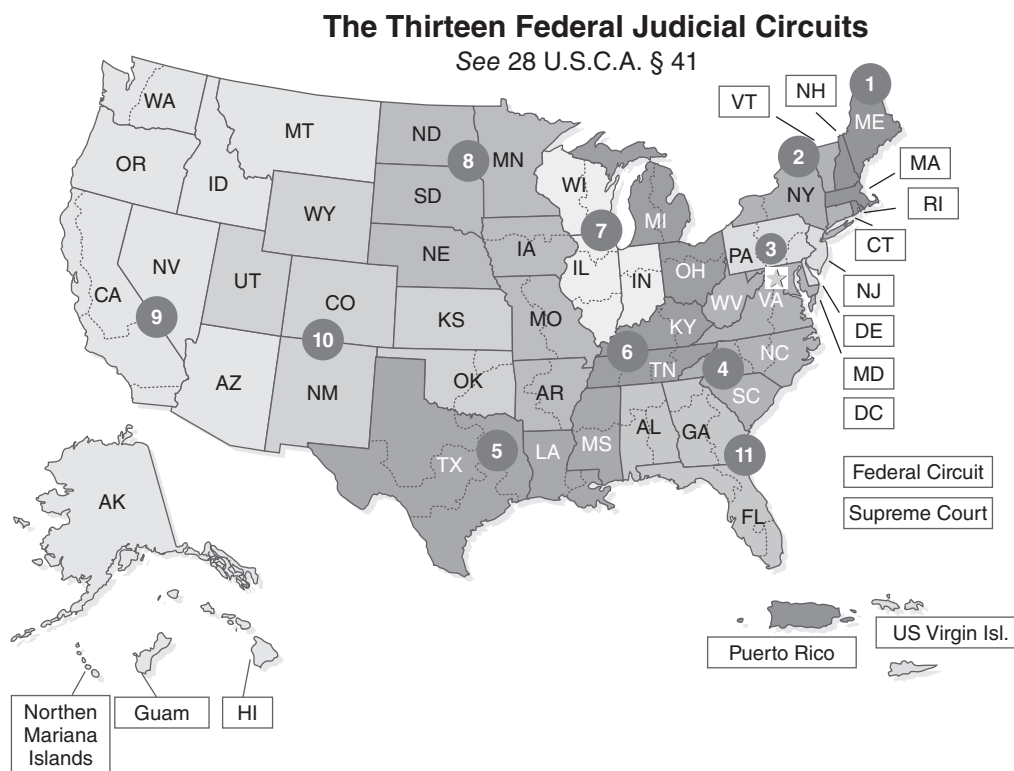 The Thirteen Federal Judicial Circuits
See 28 U.S.C.A. § 41
1
NH
VT
ME
WA
MT
ND
8
MN
2
MA
OR
ID
WI
NY
SD
RI
WY
MI
7
CT
NE
IA
PA
3
NV
IL
IN
OH
UT
NJ
CA
CO
WV
VA
9
KS
MO
KY
DE
10
6
NC
TN
4
MD
AZ
OK
NM
AR
SC
DC
AL
GA
TX
5
LA
MS
11
Federal Circuit
AK
Supreme Court
FL
US Virgin Isl.
Puerto Rico
Northen
Mariana
Islands
Guam
HI